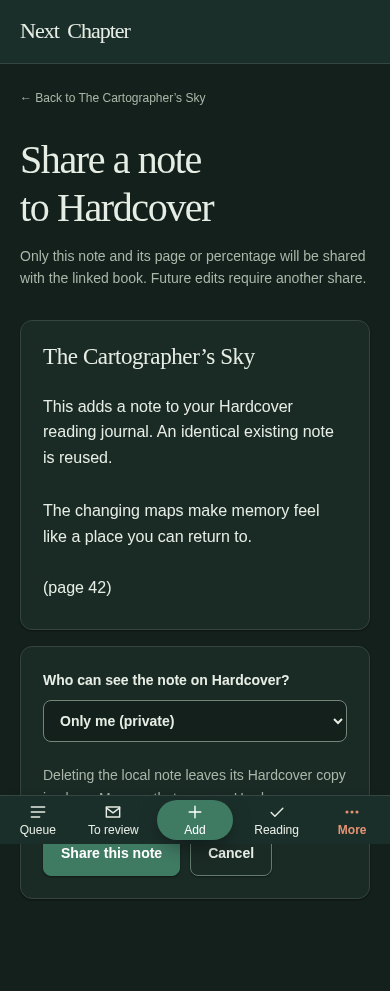 Next Chapter
← Back to The Cartographer’s Sky
Share a note
to Hardcover
Only this note and its page or percentage will be shared
with the linked book. Future edits require another share.
The Cartographer’s Sky
This adds a note to your Hardcover
reading journal. An identical existing note
is reused.
The changing maps make memory feel
like a place you can return to.
(page 42)
Who can see the note on Hardcover?
Only me (private)
Deleting the local note leaves its Hardcover copy
Queue
To review
Add
Reading
More
Share this note
Cancel